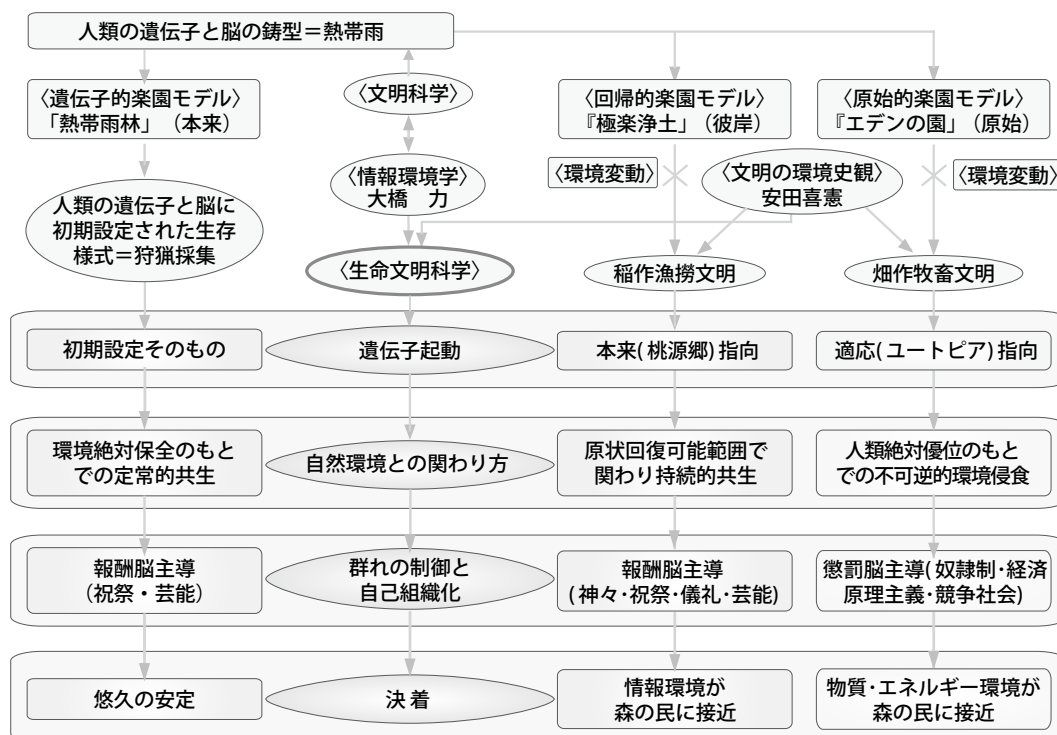 人類の遺伝子と脳の鋳型＝熱帯雨
〈遺伝子的楽園モデル〉
「熱帯雨林」（本来）
〈文明科学〉
〈回帰的楽園モデル〉
『極楽浄土」（彼岸）
〈原始的楽園モデル〉
『エデンの園」（原始）
〈情報環境学〉
大橋　力
〈環境変動〉
〈文明の環境史観〉
安田喜憲
〈環境変動〉
人類の遺伝子と脳に
初期設定された生存
様式＝狩猟採集
〈生命文明科学〉
稲作漁撈文明
畑作牧畜文明
初期設定そのもの
遺伝子起動
本来(桃源郷)指向
適応(ユートピア)指向
環境絶対保全のもと
での定常的共生
自然環境との関わり方
原状回復可能範囲で
関わり持続的共生
人類絶対優位のもと
での不可逆的環境侵食
報酬脳主導
（祝祭・芸能）
群れの制御と
自己組織化
報酬脳主導
(神々･祝祭･儀礼･芸能)
懲罰脳主導(奴隷制･経済
原理主義･競争社会)
悠久の安定
決着
情報環境が
森の民に接近
物質･エネルギー環境が
森の民に接近